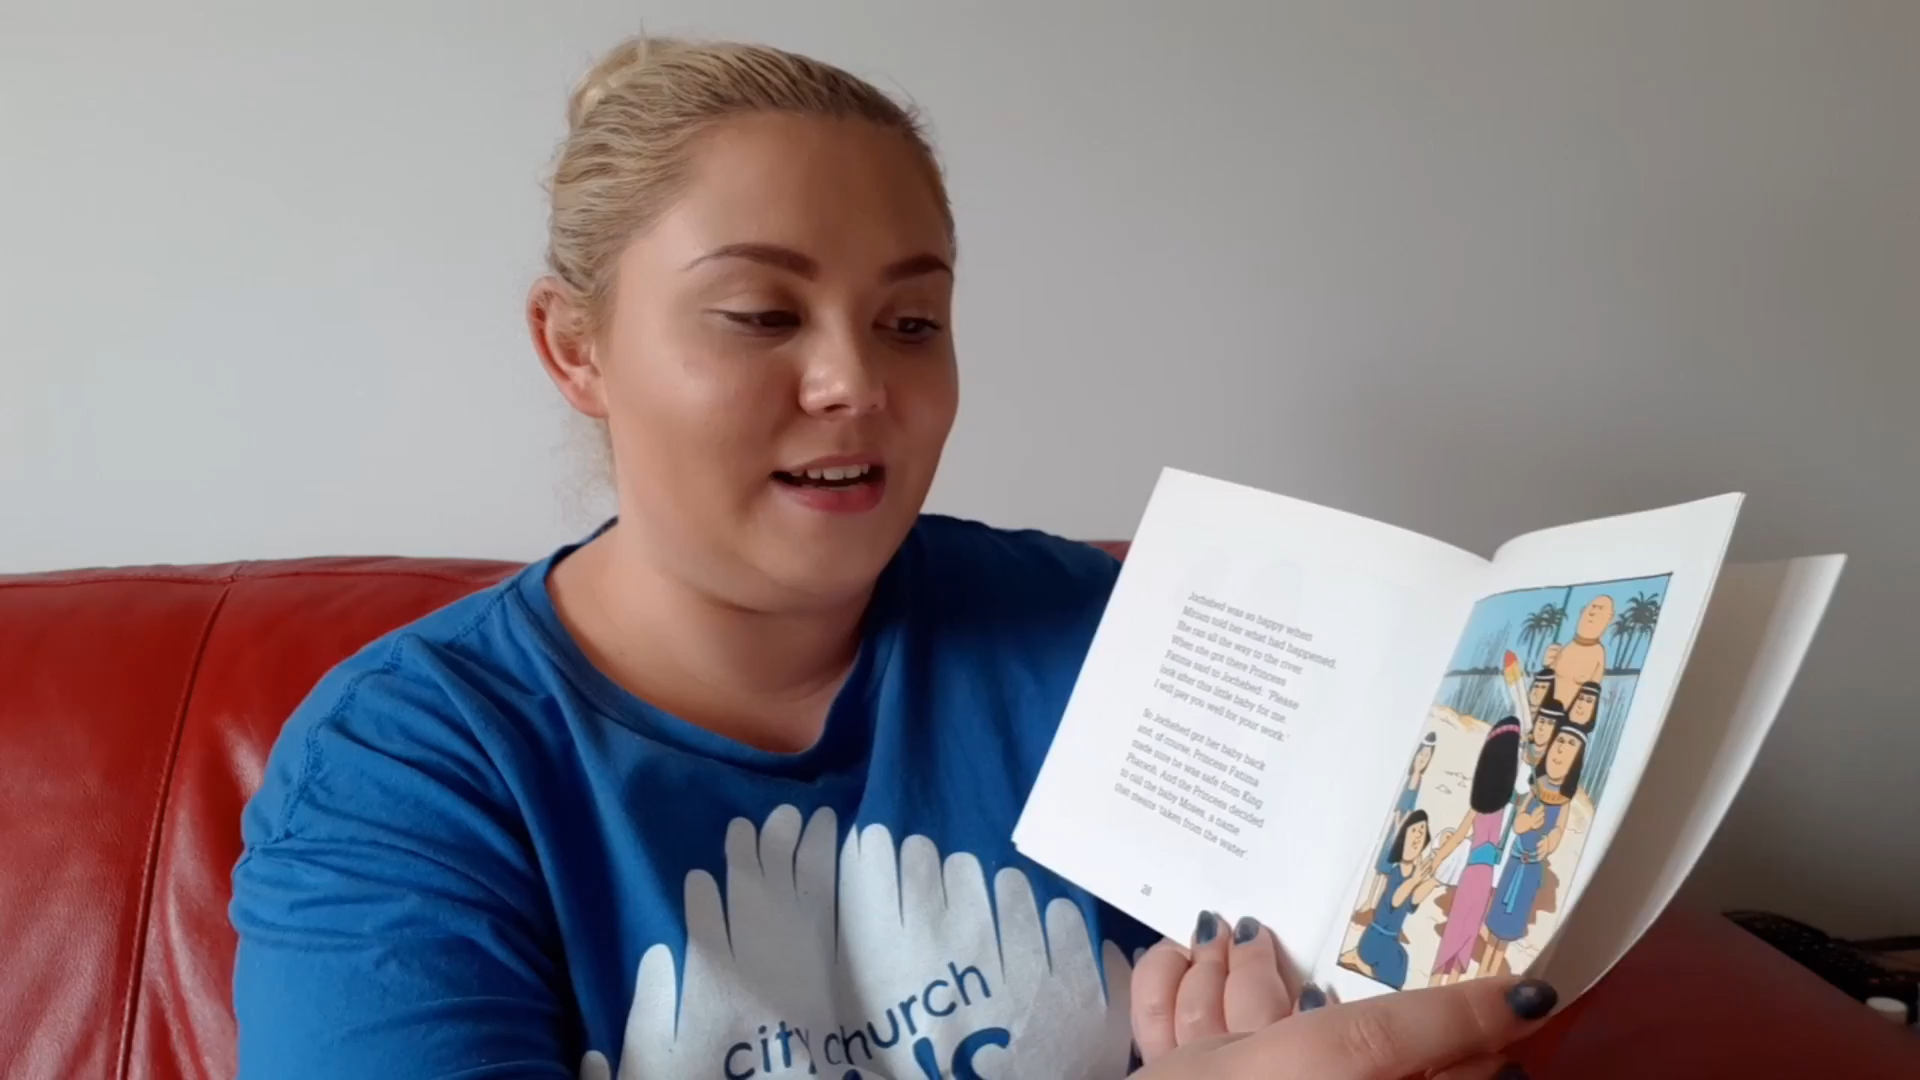 Jochebed was so happy when
Miriam told her what had happened.
She ran all the way to the river.
When she got there Princess
Fatima said to Jochebed: 'Please
look after this little baby for me.
I will pay you well for your work.'
So Jochebed got her baby back
and, of course, Princess Fatima
made sure he was safe from King
Pharaoh. And the Princess decided
to call the baby Moses, a name
that means 'taken from the water'.
28
city church